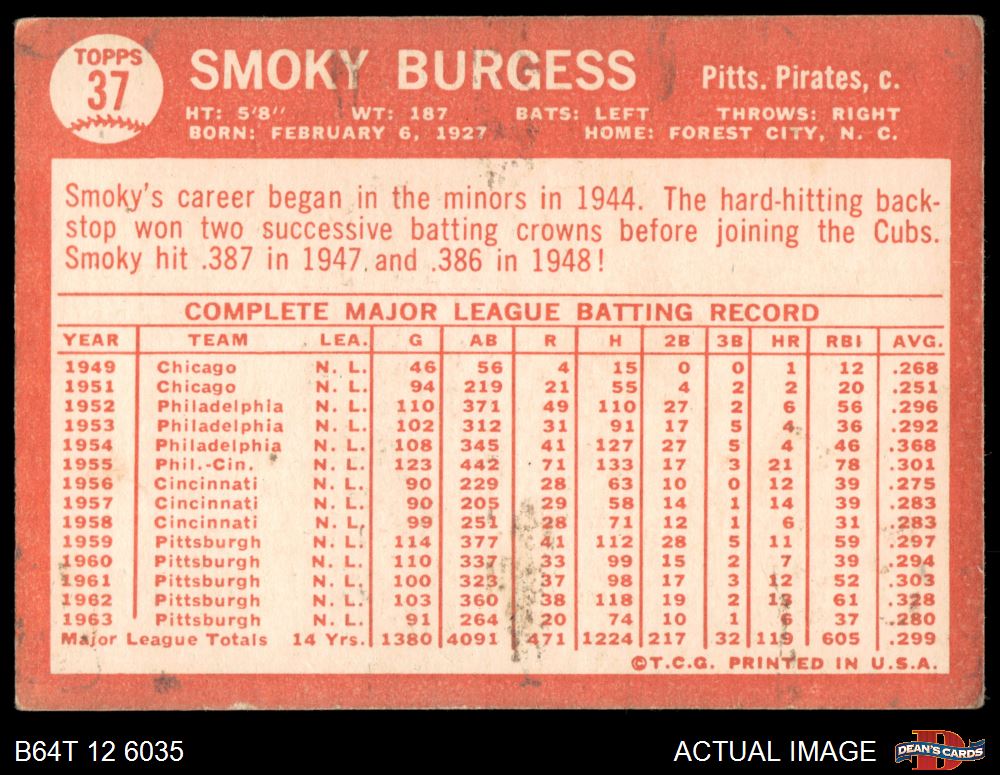 TOPPS
37
SMOKY BURGESS Pitts. Pirates, c.
HT: 5'8" WT: 187 BATS: LEFT THROWS: RIGHT
BORN: FEBRUARY 6, 1927 HOME: FOREST CITY, N. C.
Smoky's career began in the minors in 1944. The hard-hitting back-
stop won two successive batting crowns before joining the Cubs.
Smoky hit .387 in 1947 and .386 in 1948!
COMPLETE MAJOR LEAGUE BATTING RECORD
YEAR TEAM LEA. G AB R H 2B 3B HR RBI AVG.
1949 Chicago N. L. 46 56 4 15 0 0 1 12 .268
1951 Chicago N. L. 94 219 21 55 4 2 2 20 .251
1952 Philadelphia N. L. 110 371 49 110 27 2 6 56 .296
1953 Philadelphia N. L. 102 312 31 91 17 5 4 36 .292
1954 Philadelphia N. L. 108 345 41 127 27 5 4 46 .368
1955 Phil.-Cin. N. L. 123 442 71 133 17 3 21 78 .301
1956 Cincinnati N. L. 90 229 28 63 10 0 12 39 .275
1957 Cincinnati N. L. 90 205 29 58 14 1 14 39 .283
1958 Cincinnati N. L. 99 251 28 71 12 1 6 31 .283
1959 Pittsburgh N. L. 114 377 41 112 28 5 11 59 .297
1960 Pittsburgh N. L. 110 337 33 99 15 2 7 39 .294
1961 Pittsburgh N. L. 100 323 37 98 17 3 12 52 .303
1962 Pittsburgh N. L. 103 360 38 118 19 2 13 61 .328
1963 Pittsburgh N. L. 91 264 20 74 10 1 6 37 .280
Major League Totals 14 Yrs. 1380 4091 471 1224 217 32 119 605 .299
©T.C.G. PRINTED IN U.S.A.
B64T 12 6035 ACTUAL IMAGE DEAN'S CARDS